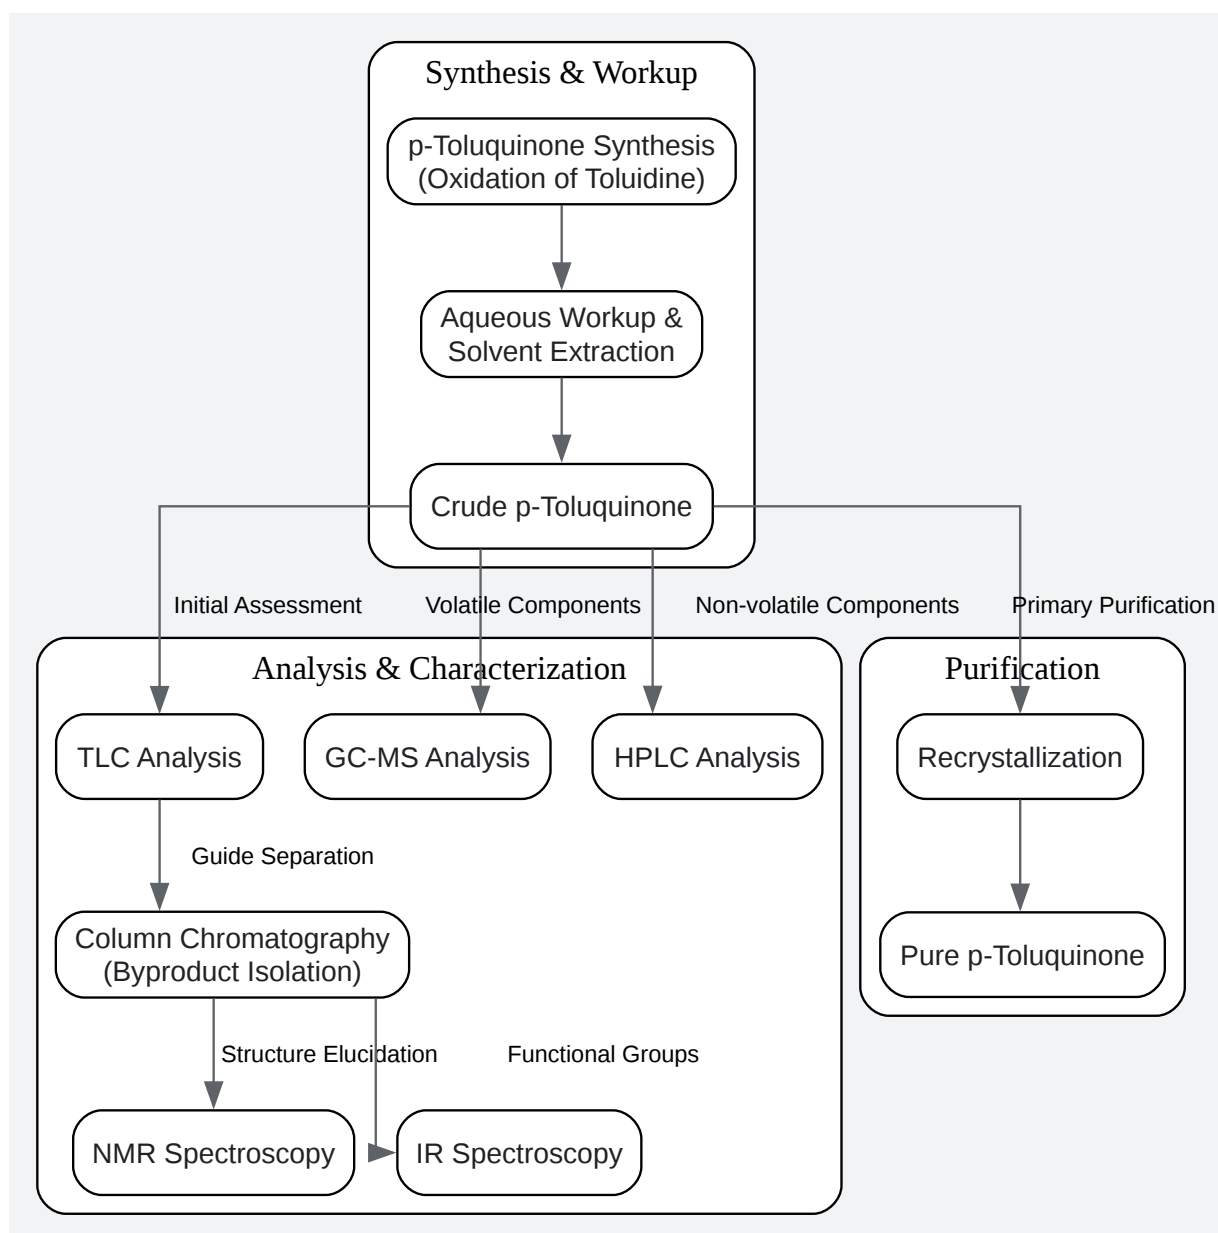 Synthesis & Workup
p-Toluquinone Synthesis
(Oxidation of Toluidine)
Aqueous Workup &
Solvent Extraction
Crude p-Toluquinone
Initial Assessment
Volatile Components
Non-volatile Components
Primary Purification
Analysis & Characterization
Purification
TLC Analysis
GC-MS Analysis
HPLC Analysis
Recrystallization
Guide Separation
Column Chromatography
(Byproduct Isolation)
Pure p-Toluquinone
Structure Elucidation
Functional Groups
NMR Spectroscopy
IR Spectroscopy